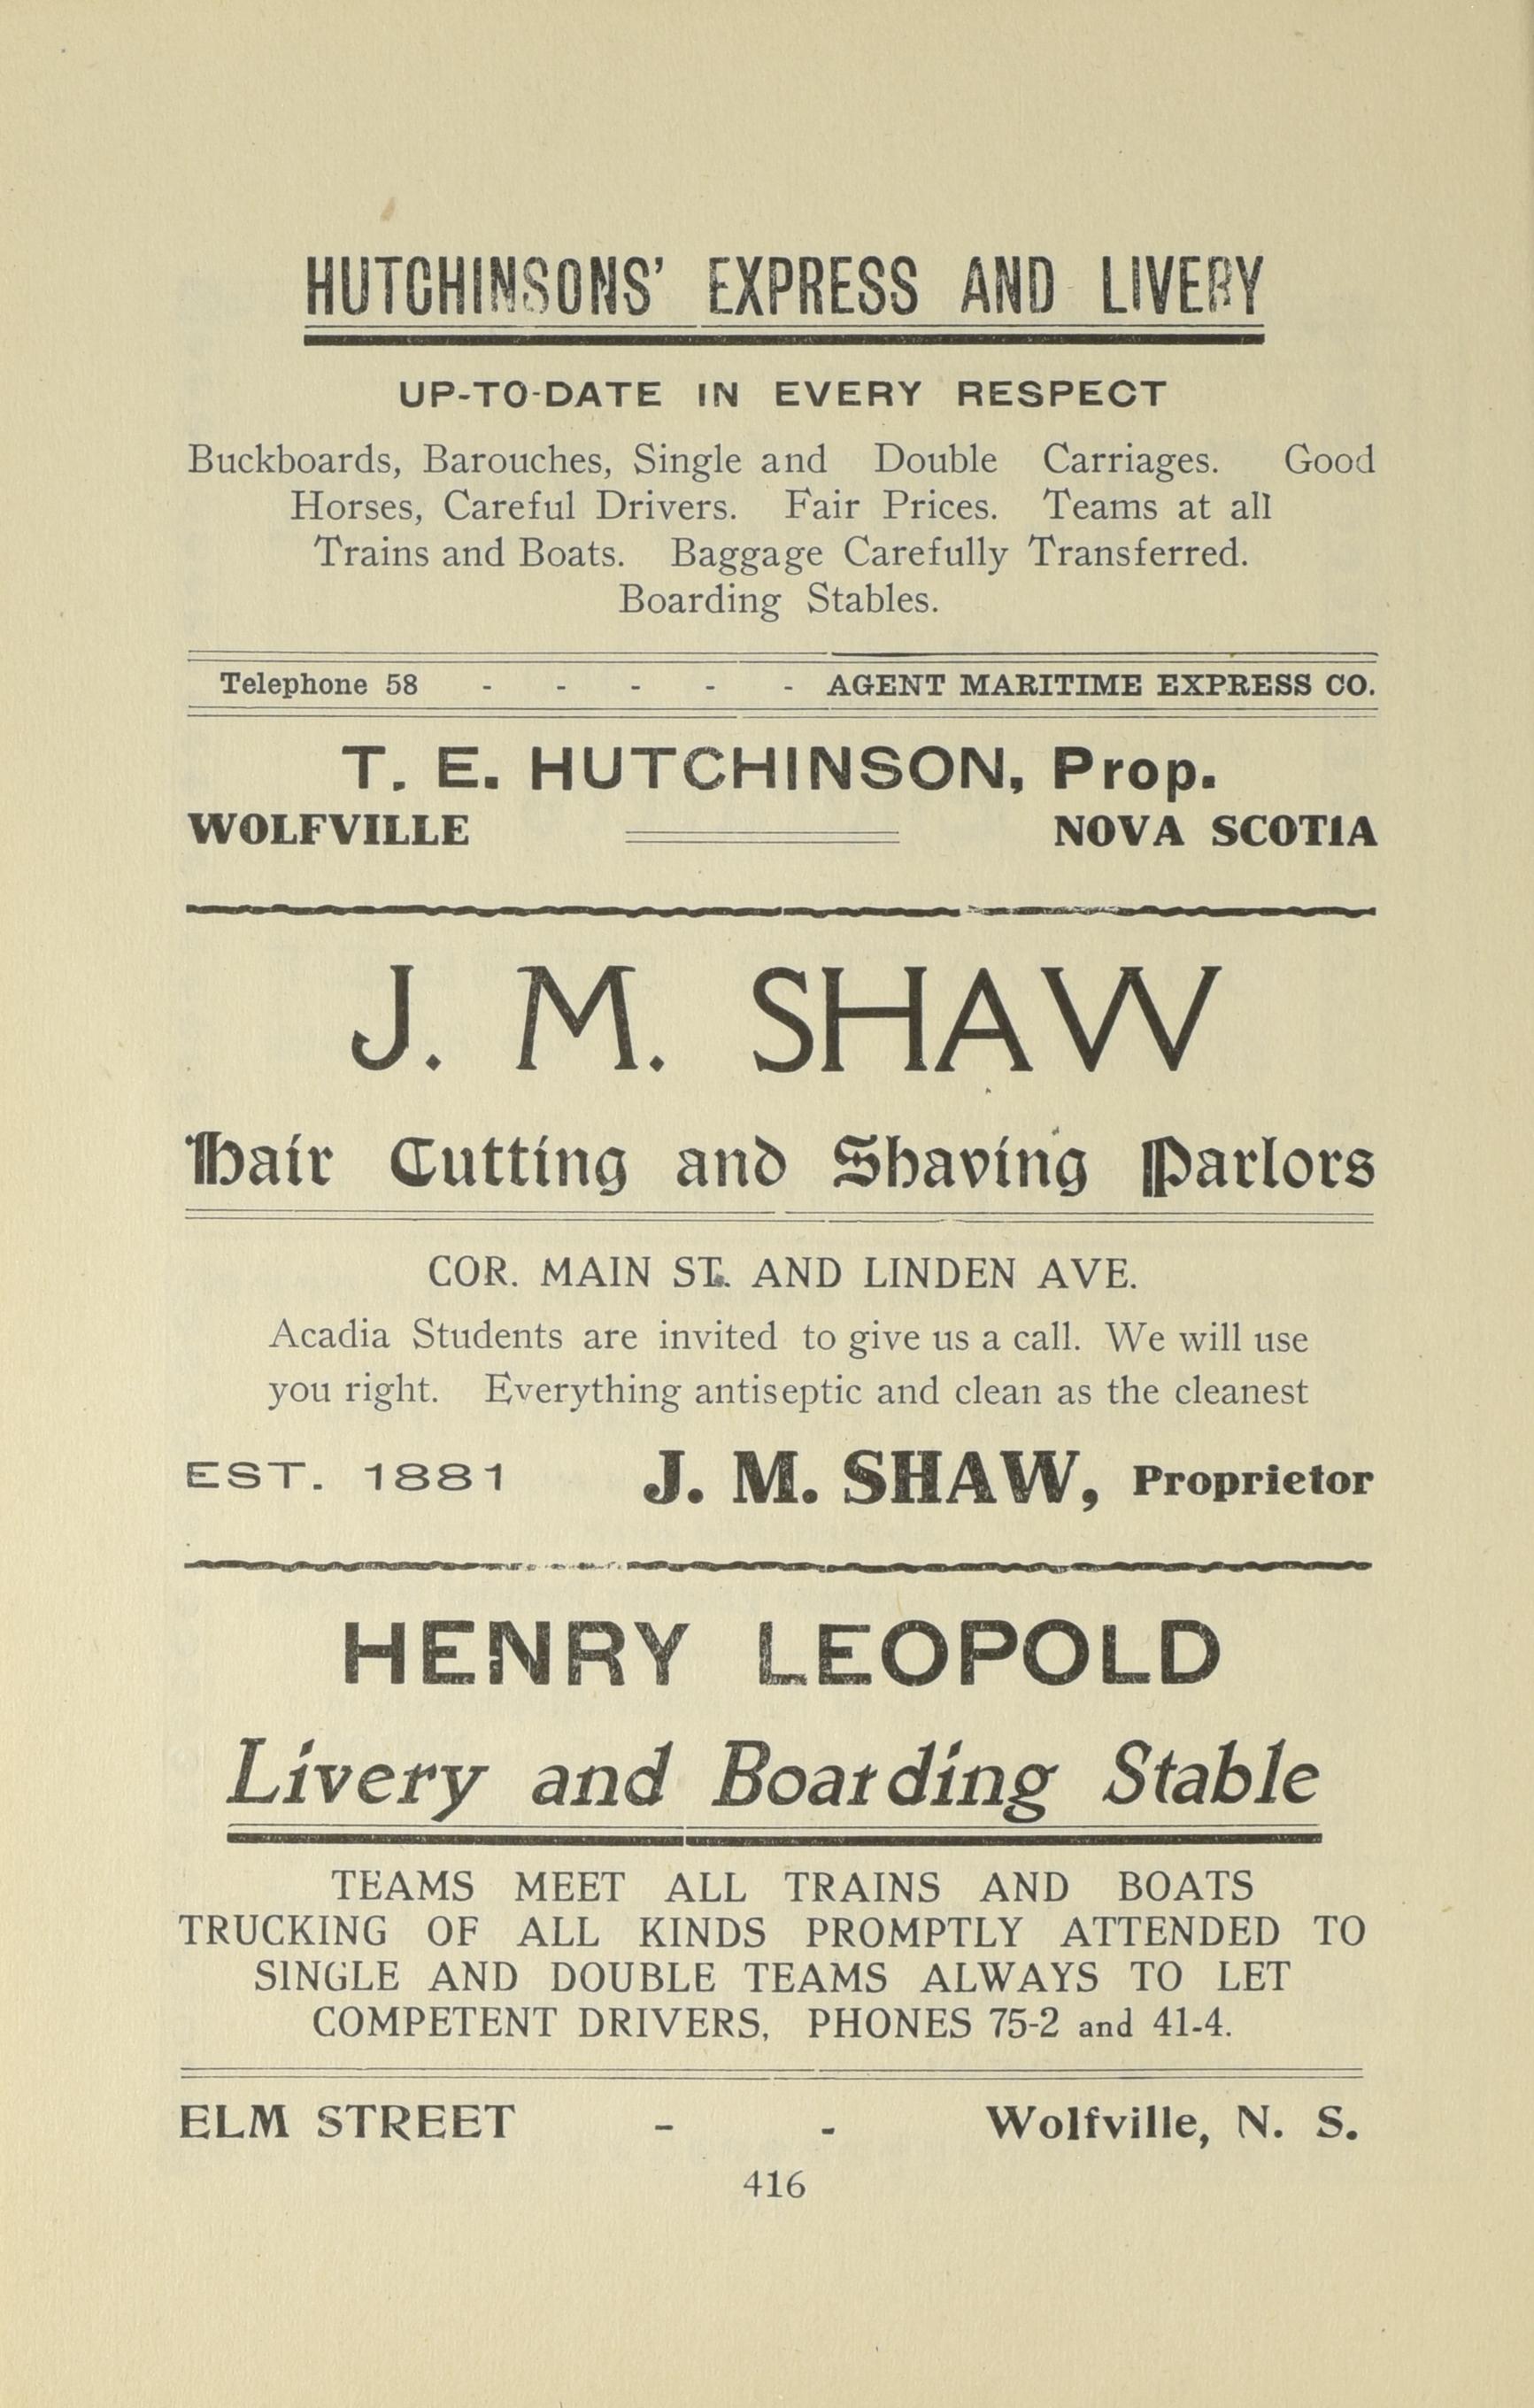 HUTCHINSONS' EXPRESS AND LIVERY
UP-TO-DATE IN EVERY RESPECT
Buckboards, Barouches, Single and Double Carriages. Good
Horses, Careful Drivers. Fair Prices. Teams at all
Trains and Boats. Baggage Carefully Transferred.
Boarding Stables.
Telephone 58 - - - - - AGENT MARITIME EXPRESS CO.
T. E. HUTCHINSON, Prop.
WOLFVILLE NOVA SCOTIA
J. M. SHAW
Hair Cutting and Shaving Parlors
COR. MAIN ST. AND LINDEN AVE.
Acadia Students are invited to give us a call. We will use
you right. Everything antiseptic and clean as the cleanest
EST. 1881 J. M. SHAW, Proprietor
HENRY LEOPOLD
Livery and Boarding Stable
TEAMS MEET ALL TRAINS AND BOATS
TRUCKING OF ALL KINDS PROMPTLY ATTENDED TO
SINGLE AND DOUBLE TEAMS ALWAYS TO LET
COMPETENT DRIVERS, PHONES 75-2 and 41-4.
ELM STREET - - Wolfville, N. S.
416